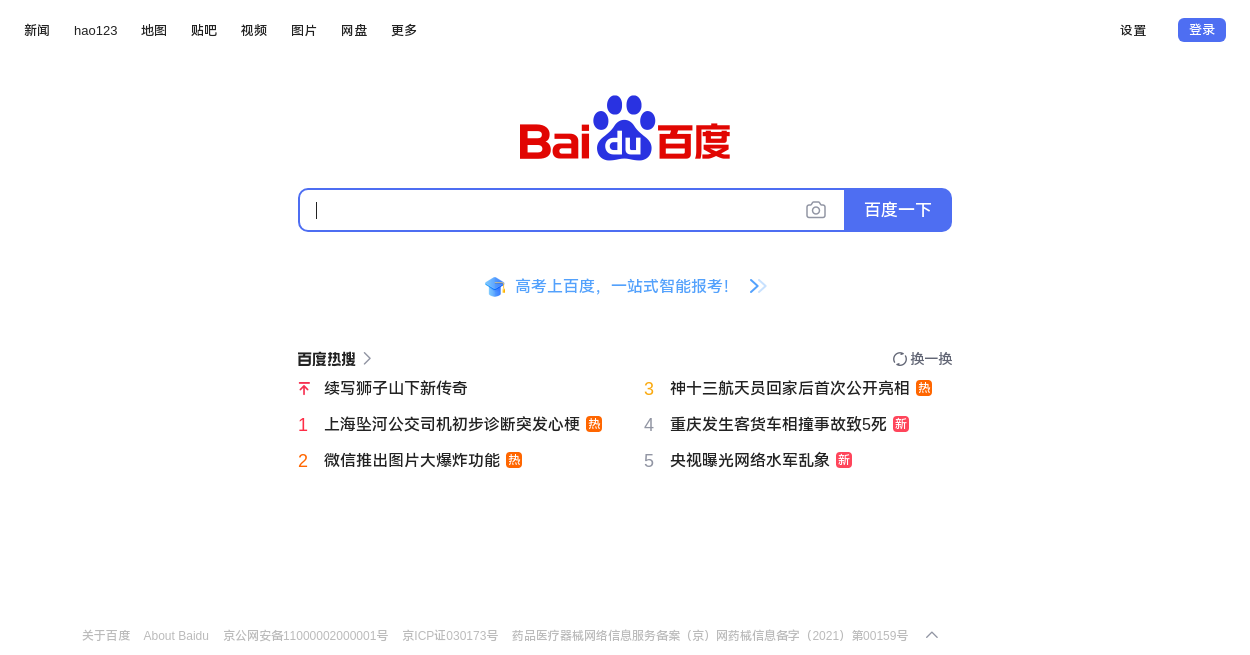 新闻 hao123 地图 贴吧 视频 图片 网盘 更多 设置 登录
Bai du 百度
百度一下
高考上百度，一站式智能报考！
百度热搜 换一换
续写狮子山下新传奇
1 上海坠河公交司机初步诊断突发心梗 热
2 微信推出图片大爆炸功能 热
3 神十三航天员回家后首次公开亮相 热
4 重庆发生客货车相撞事故致5死 新
5 央视曝光网络水军乱象 新
关于百度 About Baidu 京公网安备11000002000001号 京ICP证030173号 药品医疗器械网络信息服务备案（京）网药械信息备字（2021）第00159号